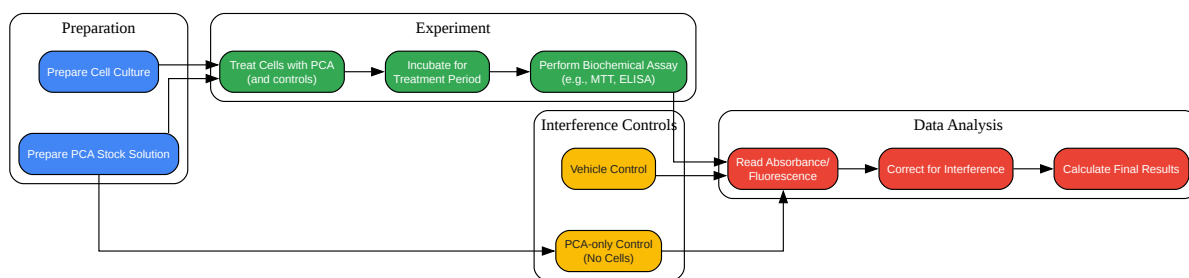 Preparation
Prepare Cell Culture
Prepare PCA Stock Solution
Experiment
Treat Cells with PCA
(and controls)
Incubate for
Treatment Period
Perform Biochemical Assay
(e.g., MTT, ELISA)
Interference Controls
Vehicle Control
PCA-only Control
(No Cells)
Data Analysis
Read Absorbance/
Fluorescence
Correct for Interference
Calculate Final Results